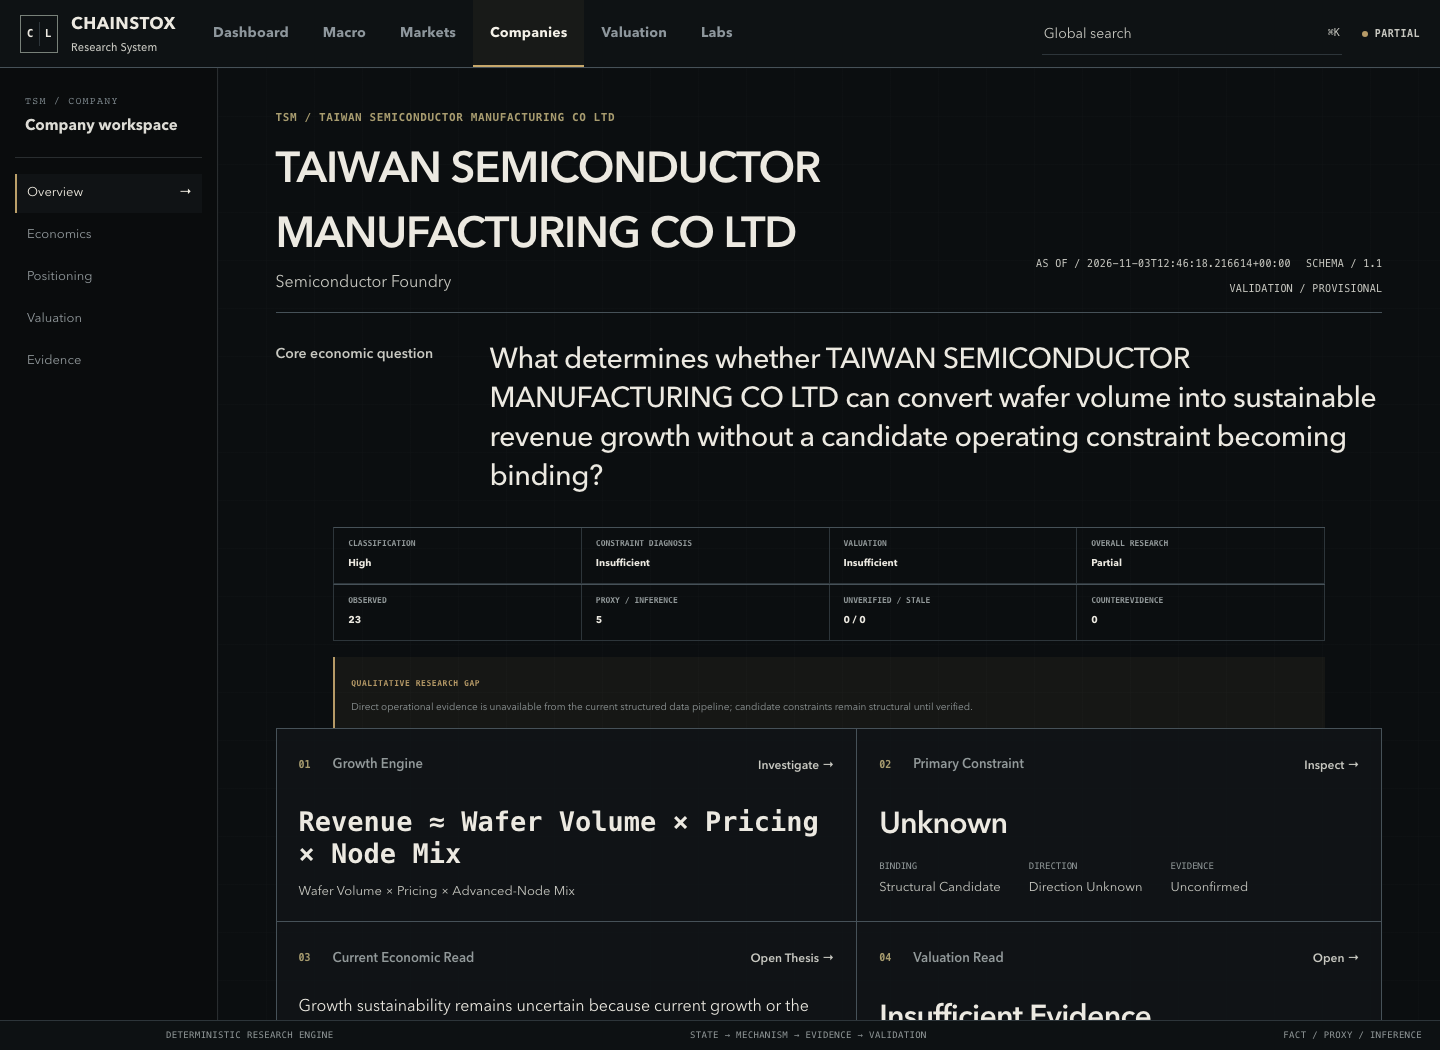 C L
CHAINSTOX
Research System
Dashboard
Macro
Markets
Companies
Valuation
Labs
Global search
⌘K
PARTIAL
TSM / COMPANY
Company workspace
Overview →
Economics
Positioning
Valuation
Evidence
TSM / TAIWAN SEMICONDUCTOR MANUFACTURING CO LTD
TAIWAN SEMICONDUCTOR
MANUFACTURING CO LTD
Semiconductor Foundry
AS OF / 2026-11-03T12:46:18.216614+00:00 SCHEMA / 1.1
VALIDATION / PROVISIONAL
Core economic question
What determines whether TAIWAN SEMICONDUCTOR
MANUFACTURING CO LTD can convert wafer volume into sustainable
revenue growth without a candidate operating constraint becoming
binding?
CLASSIFICATION
High
CONSTRAINT DIAGNOSIS
Insufficient
VALUATION
Insufficient
OVERALL RESEARCH
Partial
OBSERVED
23
PROXY / INFERENCE
5
UNVERIFIED / STALE
0 / 0
COUNTEREVIDENCE
0
QUALITATIVE RESEARCH GAP
Direct operational evidence is unavailable from the current structured data pipeline; candidate constraints remain structural until verified.
01 Growth Engine Investigate →
Revenue ≈ Wafer Volume × Pricing
× Node Mix
Wafer Volume × Pricing × Advanced-Node Mix
02 Primary Constraint Inspect →
Unknown
BINDING
Structural Candidate
DIRECTION
Direction Unknown
EVIDENCE
Unconfirmed
03 Current Economic Read Open Thesis →
Growth sustainability remains uncertain because current growth or the
04 Valuation Read Open →
Insufficient Evidence
DETERMINISTIC RESEARCH ENGINE
STATE → MECHANISM → EVIDENCE → VALIDATION
FACT / PROXY / INFERENCE